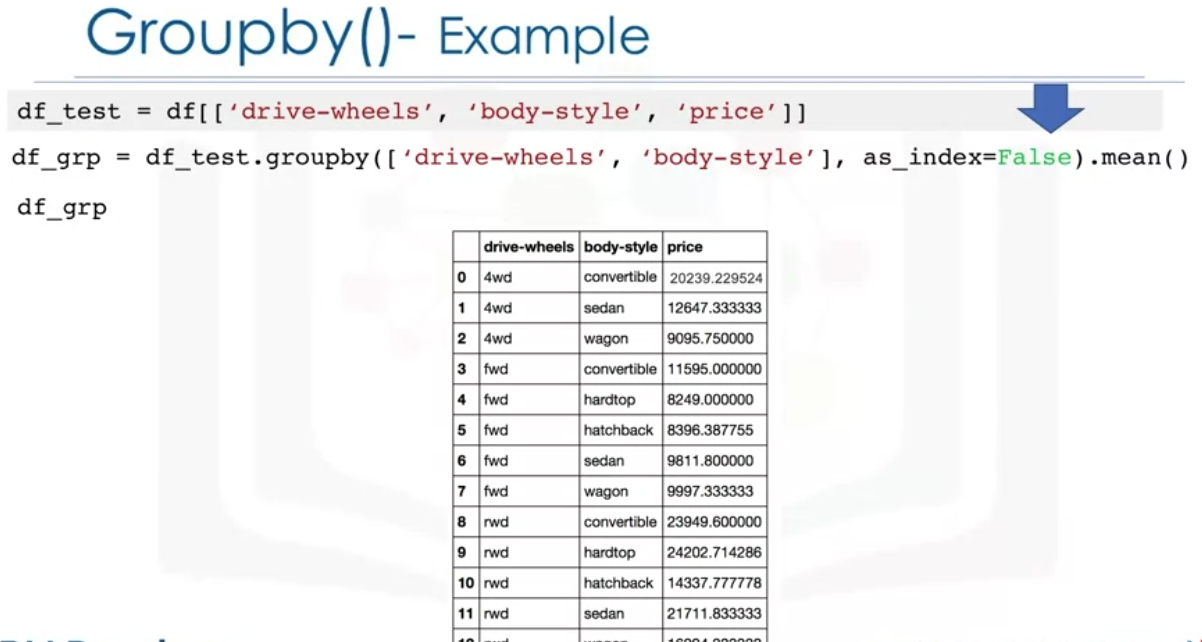 Groupby()- Example
df_test = df[['drive-wheels', 'body-style', 'price']]
df_grp = df_test.groupby(['drive-wheels', 'body-style'], as_index=False).mean()
df_grp
drive-wheels body-style price
0 4wd convertible 20239.229524
1 4wd sedan 12647.333333
2 4wd wagon 9095.750000
3 fwd convertible 11595.000000
4 fwd hardtop 8249.000000
5 fwd hatchback 8396.387755
6 fwd sedan 9811.800000
7 fwd wagon 9997.333333
8 rwd convertible 23949.600000
9 rwd hardtop 24202.714286
10 rwd hatchback 14337.777778
11 rwd sedan 21711.833333